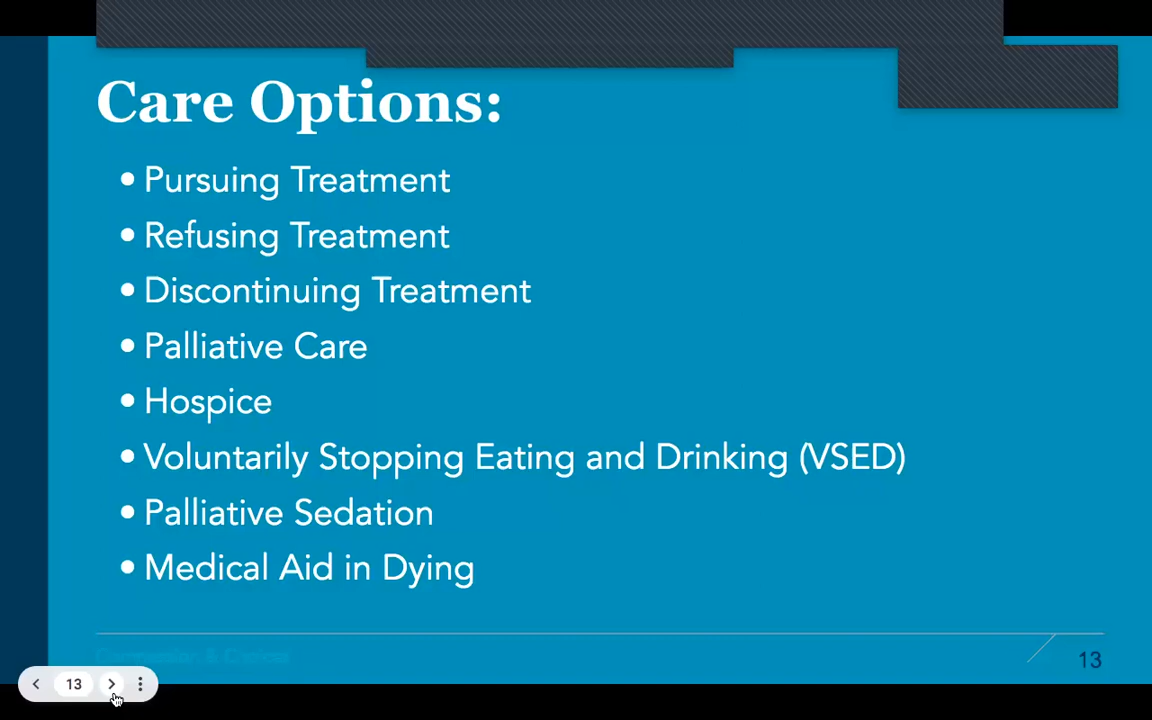 Care Options:
• Pursuing Treatment
• Refusing Treatment
• Discontinuing Treatment
• Palliative Care
• Hospice
• Voluntarily Stopping Eating and Drinking (VSED)
• Palliative Sedation
• Medical Aid in Dying
13
13